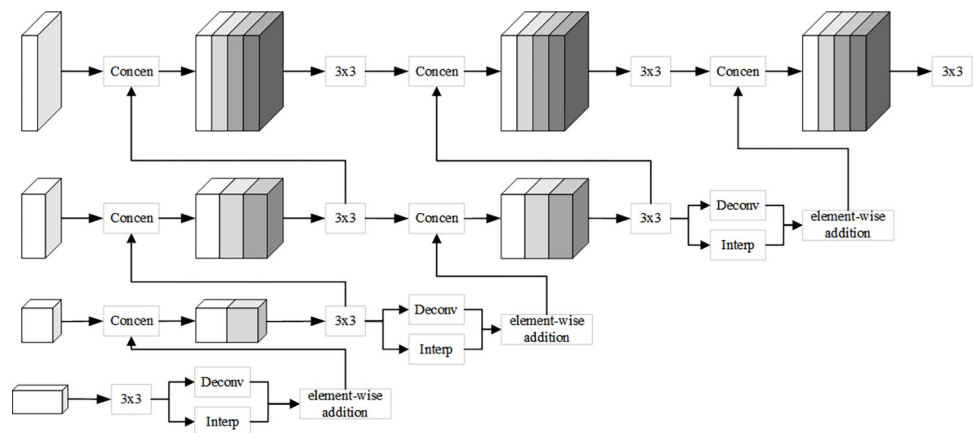 Concen
3x3
Concen
3x3
Concen
3x3
Concen
3x3
Concen
3x3
Deconv
Interp
element-wise
addition
Concen
3x3
Deconv
Interp
element-wise
addition
3x3
Deconv
Interp
element-wise
addition